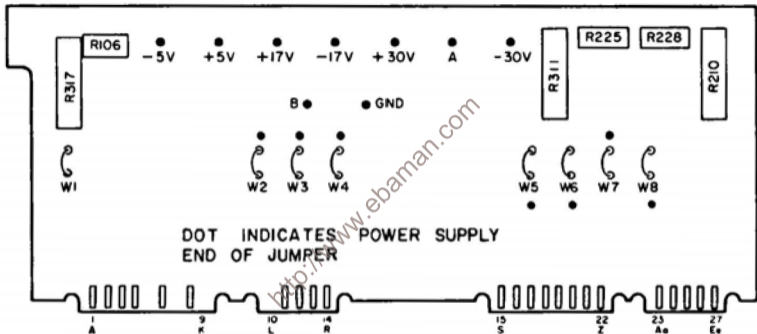 R106
-5V +5V +17V -17V +30V A -30V
R225 R228
R317
R311
R210
B GND
W1 W2 W3 W4 W5 W6 W7 W8
DOT INDICATES POWER SUPPLY
END OF JUMPER
http://www.ebaman.com
1 9 10 14 15 22 23 27
A K L R S Z Aa Ee